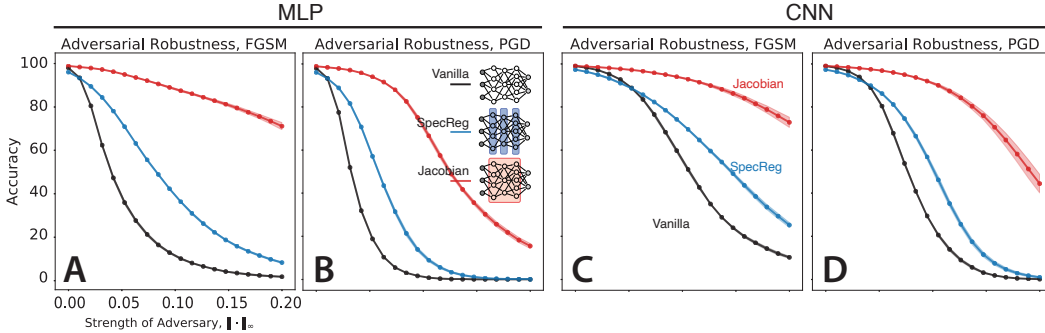 MLP
CNN
Adversarial Robustness, FGSM
Adversarial Robustness, PGD
Adversarial Robustness, FGSM
Adversarial Robustness, PGD
Accuracy
100
80
60
40
20
0
Vanilla
SpecReg
Jacobian
Jacobian
SpecReg
Vanilla
A
B
C
D
0.00
0.05
0.10
0.15
0.20
Strength of Adversary, ‖·‖∞